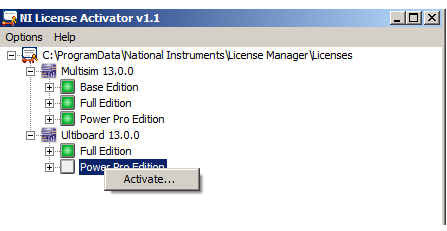 NI License Activator v1.1
Options Help
C:\ProgramData\National Instruments\License Manager\Licenses
Multisim 13.0.0
Base Edition
Full Edition
Power Pro Edition
Ultiboard 13.0.0
Full Edition
Power Pro Edition
Activate...